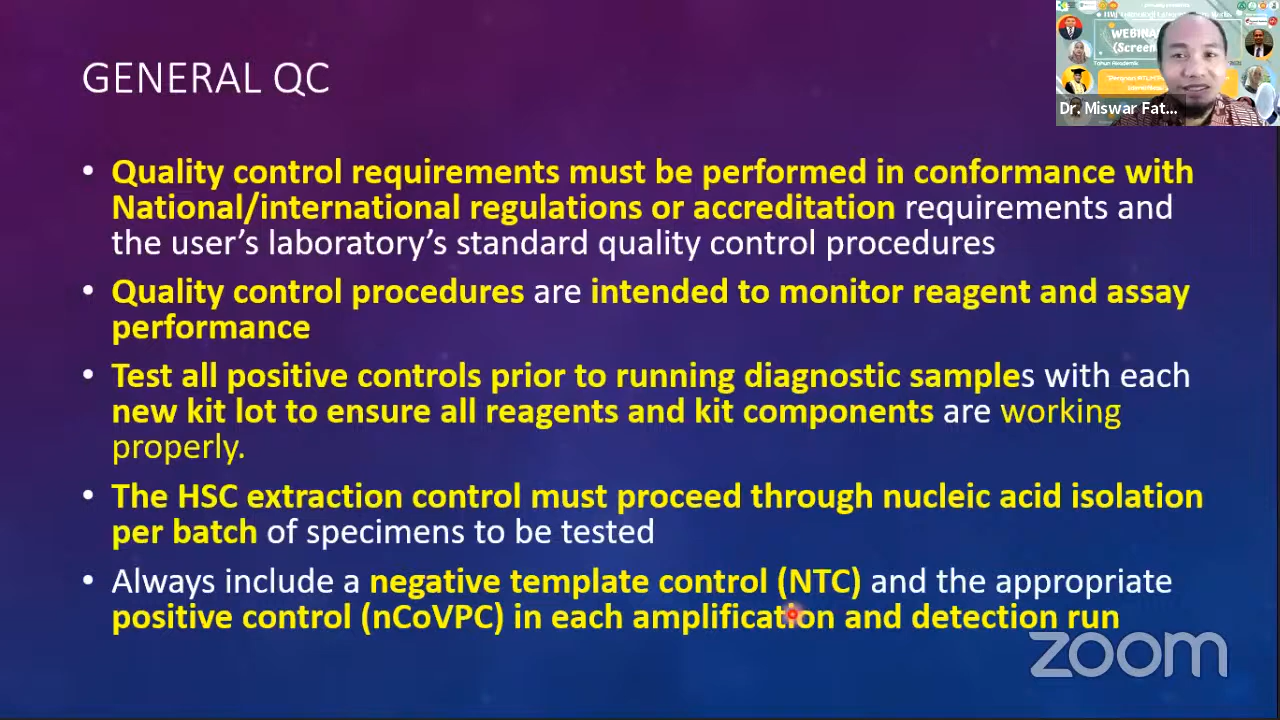 GENERAL QC
• Quality control requirements must be performed in conformance with
National/international regulations or accreditation requirements and
the user's laboratory's standard quality control procedures
• Quality control procedures are intended to monitor reagent and assay
performance
• Test all positive controls prior to running diagnostic samples with each
new kit lot to ensure all reagents and kit components are working
properly.
• The HSC extraction control must proceed through nucleic acid isolation
per batch of specimens to be tested
• Always include a negative template control (NTC) and the appropriate
positive control (nCoVPC) in each amplification and detection run
zoom
WEBINA
(Screen
Tahun Akademik
Dr. Miswar Fat...